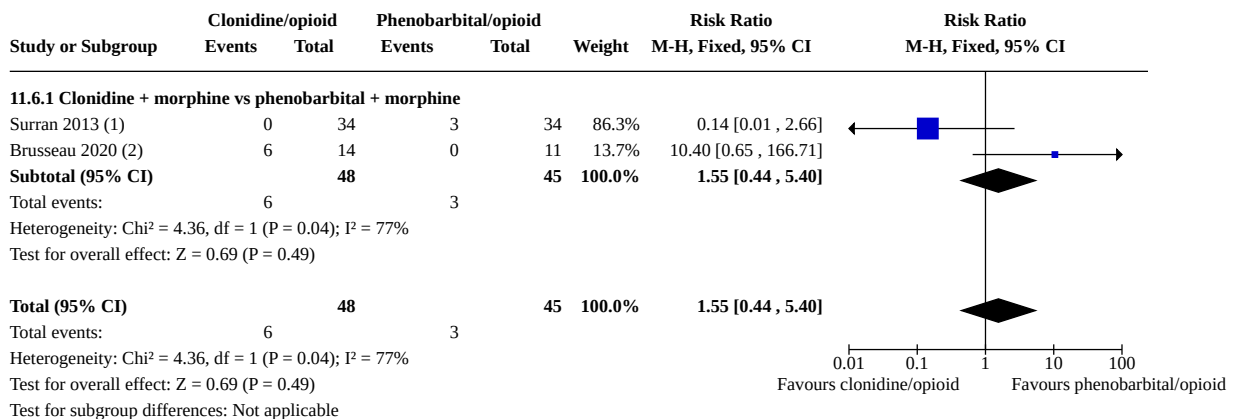 Clonidine/opioid Phenobarbital/opioid Risk Ratio Risk Ratio
Study or Subgroup Events Total Events Total Weight M-H, Fixed, 95% CI M-H, Fixed, 95% CI
11.6.1 Clonidine + morphine vs phenobarbital + morphine
Surran 2013 (1) 0 34 3 34 86.3% 0.14 [0.01 , 2.66]
Brusseau 2020 (2) 6 14 0 11 13.7% 10.40 [0.65 , 166.71]
Subtotal (95% CI) 48 45 100.0% 1.55 [0.44 , 5.40]
Total events: 6 3
Heterogeneity: Chi² = 4.36, df = 1 (P = 0.04); I² = 77%
Test for overall effect: Z = 0.69 (P = 0.49)
Total (95% CI) 48 45 100.0% 1.55 [0.44 , 5.40]
Total events: 6 3
Heterogeneity: Chi² = 4.36, df = 1 (P = 0.04); I² = 77%
0.01 0.1 1 10 100
Test for overall effect: Z = 0.69 (P = 0.49) Favours clonidine/opioid Favours phenobarbital/opioid
Test for subgroup differences: Not applicable